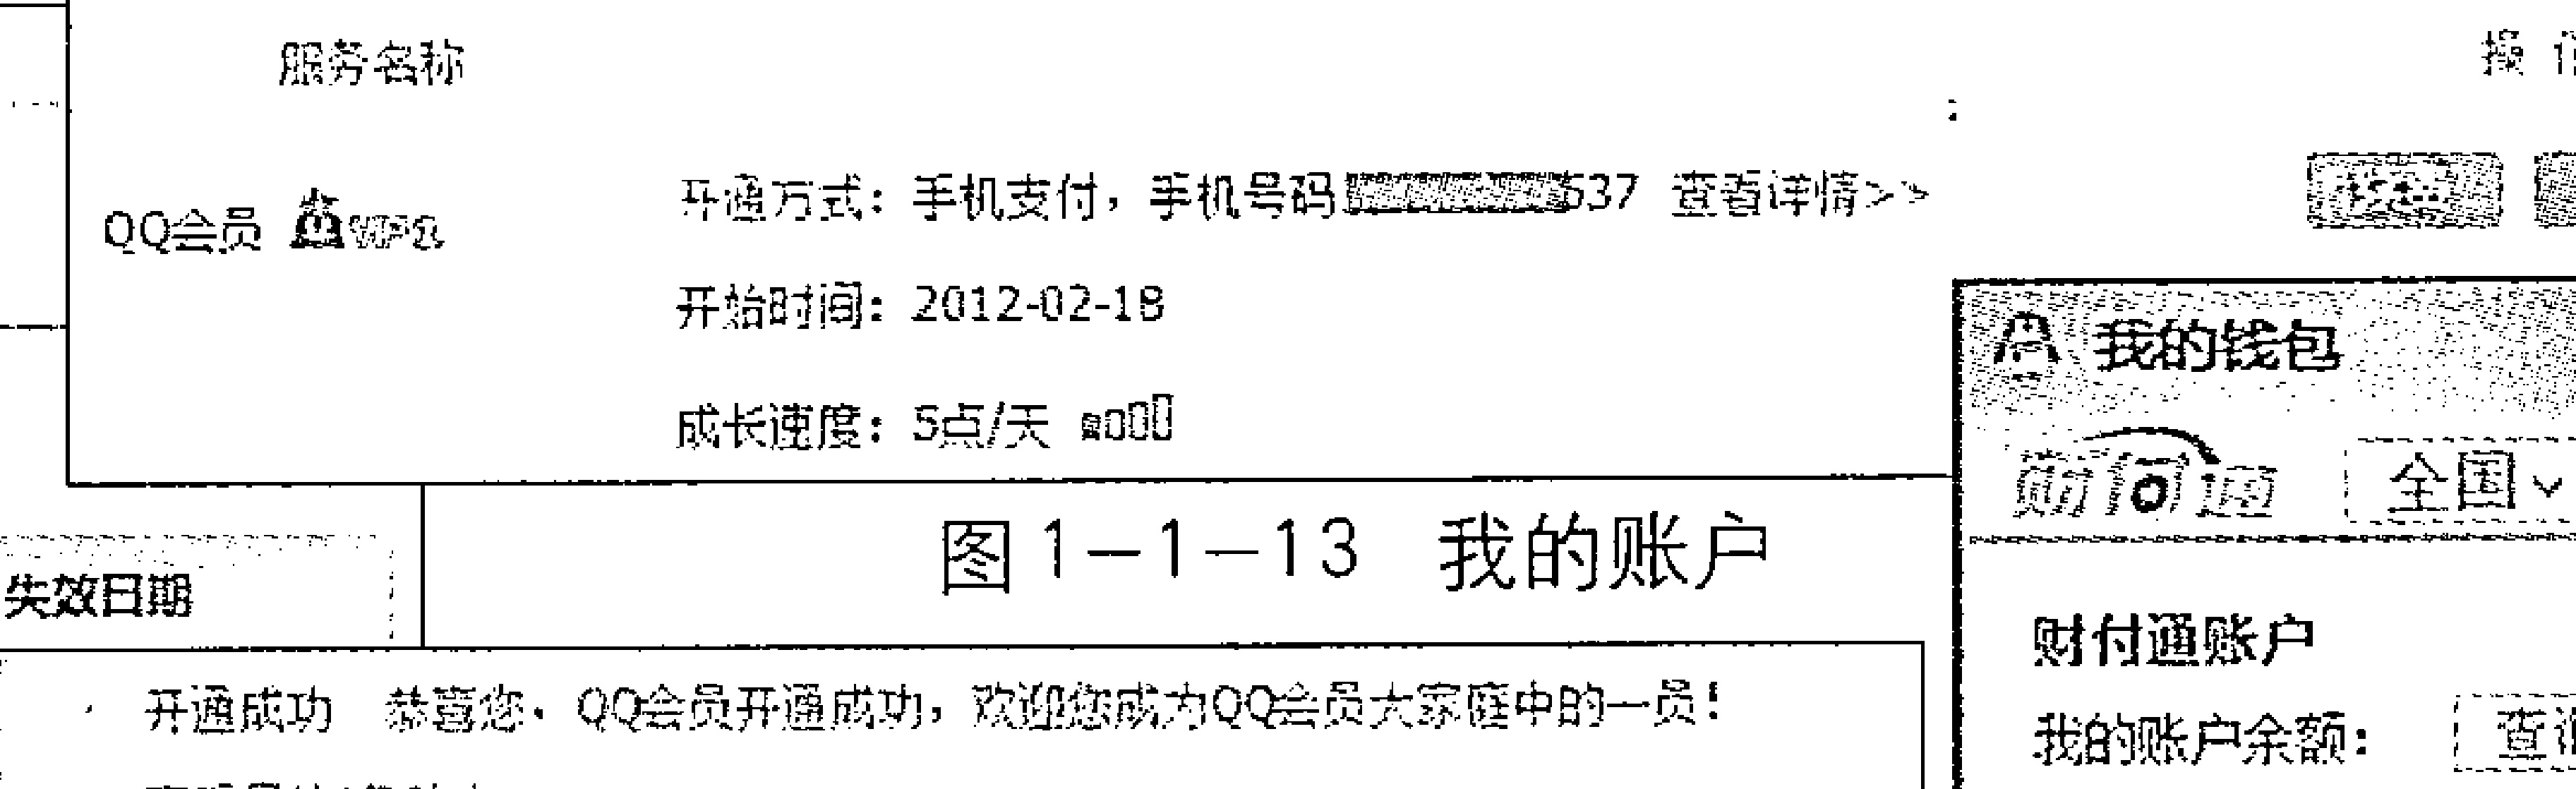 服务名称
操
QQ会员
开通方式：手机支付，手机号码 537 查看详情>>
开始时间：2012-02-18
成长速度：5点/天
我的钱包
财付通
全国
图1-1-13 我的账户
失效日期
财付通账户
开通成功 恭喜您，QQ会员开通成功，欢迎您成为QQ会员大家庭中的一员！
我的账户余额：